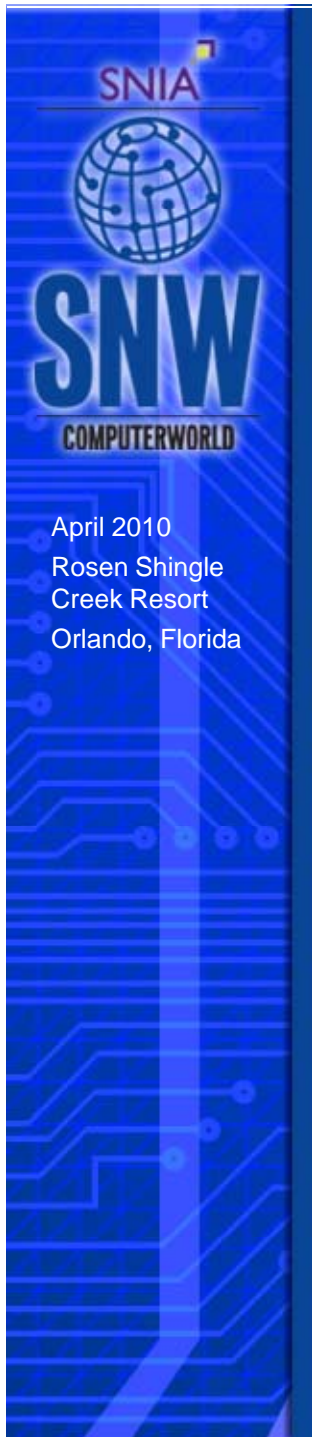 SNIA
SNW
COMPUTERWORLD
April 2010
Rosen Shingle
Creek Resort
Orlando, Florida